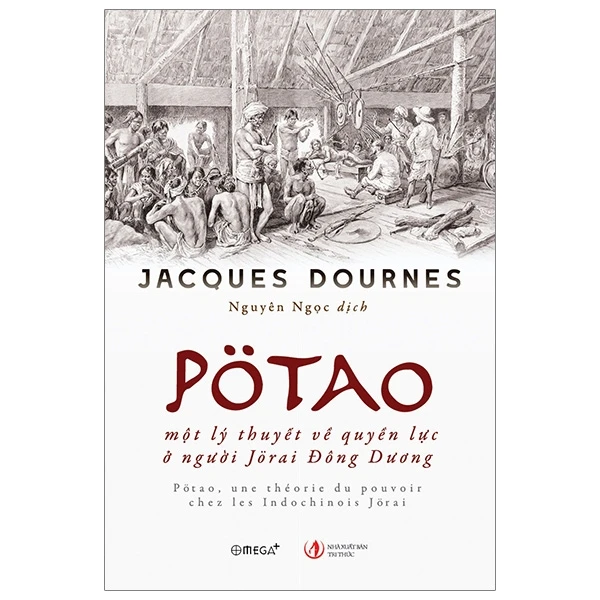 JACQUES DOURNES
Nguyên Ngọc dịch
PÖTAO
một lý thuyết về quyền lực
ở người Jörai Đông Dương
Pötao, une théorie du pouvoir
chez les Indochinois Jörai
OMEGA+
NHÀ XUẤT BẢN
TRI THỨC